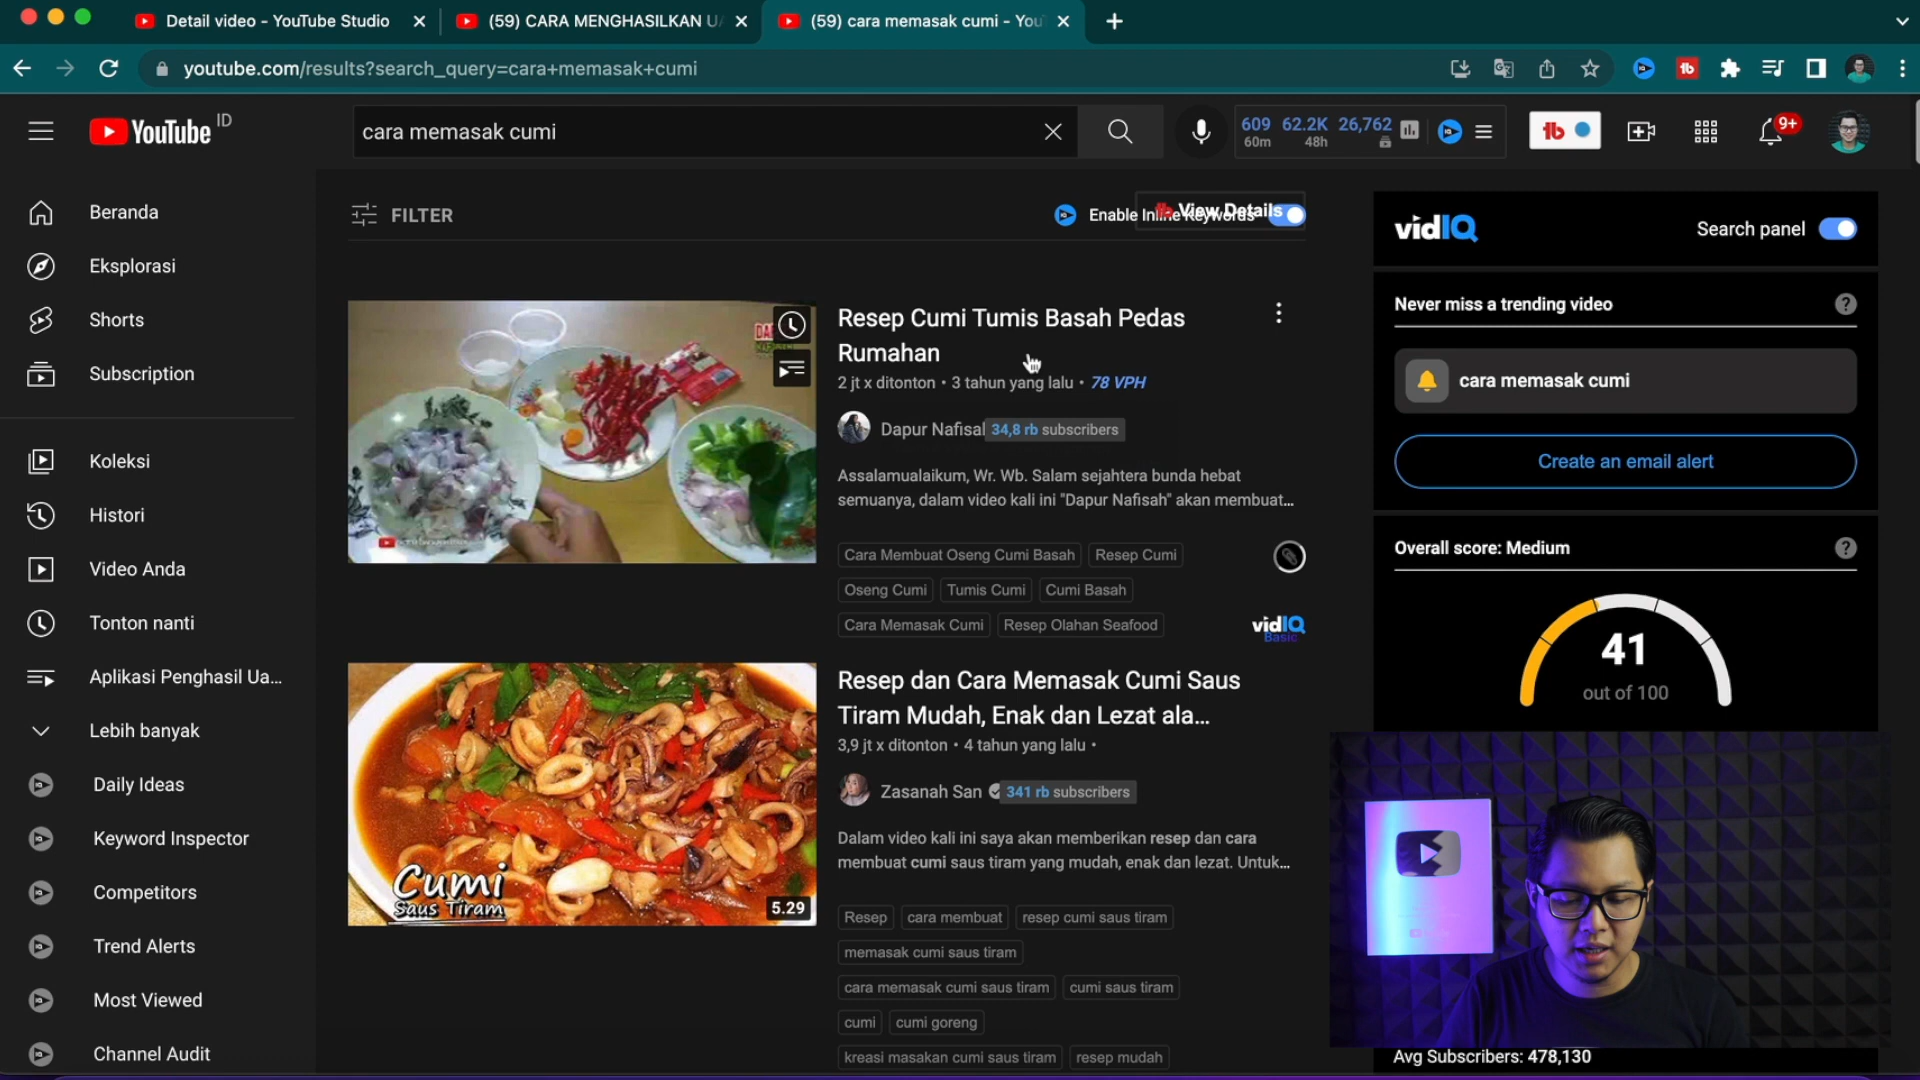 Detail video - YouTube Studio
(59) CARA MENGHASILKAN UA
(59) cara memasak cumi - You
youtube.com/results?search_query=cara+memasak+cumi
YouTube ID
cara memasak cumi
609 62.2K 26,762
60m 48h
9+
Beranda
Eksplorasi
Shorts
Subscription
Koleksi
Histori
Video Anda
Tonton nanti
Aplikasi Penghasil Ua...
Lebih banyak
Daily Ideas
Keyword Inspector
Competitors
Trend Alerts
Most Viewed
Channel Audit
FILTER
Enable Inline Keywords
View Details
Resep Cumi Tumis Basah Pedas
Rumahan
2 jt x ditonton • 3 tahun yang lalu • 78 VPH
Dapur Nafisah 34,8 rb subscribers
Assalamualaikum, Wr. Wb. Salam sejahtera bunda hebat
semuanya, dalam video kali ini "Dapur Nafisah" akan membuat...
Cara Membuat Oseng Cumi Basah Resep Cumi
Oseng Cumi Tumis Cumi Cumi Basah
Cara Memasak Cumi Resep Olahan Seafood
vidIQ
Basic
Cumi
Saus Tiram
5.29
Resep dan Cara Memasak Cumi Saus
Tiram Mudah, Enak dan Lezat ala...
3,9 jt x ditonton • 4 tahun yang lalu •
Zasanah San 341 rb subscribers
Dalam video kali ini saya akan memberikan resep dan cara
membuat cumi saus tiram yang mudah, enak dan lezat. Untuk...
Resep cara membuat resep cumi saus tiram
memasak cumi saus tiram
cara memasak cumi saus tiram cumi saus tiram
cumi cumi goreng
kreasi masakan cumi saus tiram resep mudah
vidIQ
Search panel
Never miss a trending video
cara memasak cumi
Create an email alert
Overall score: Medium
41
out of 100
Avg Subscribers: 478,130